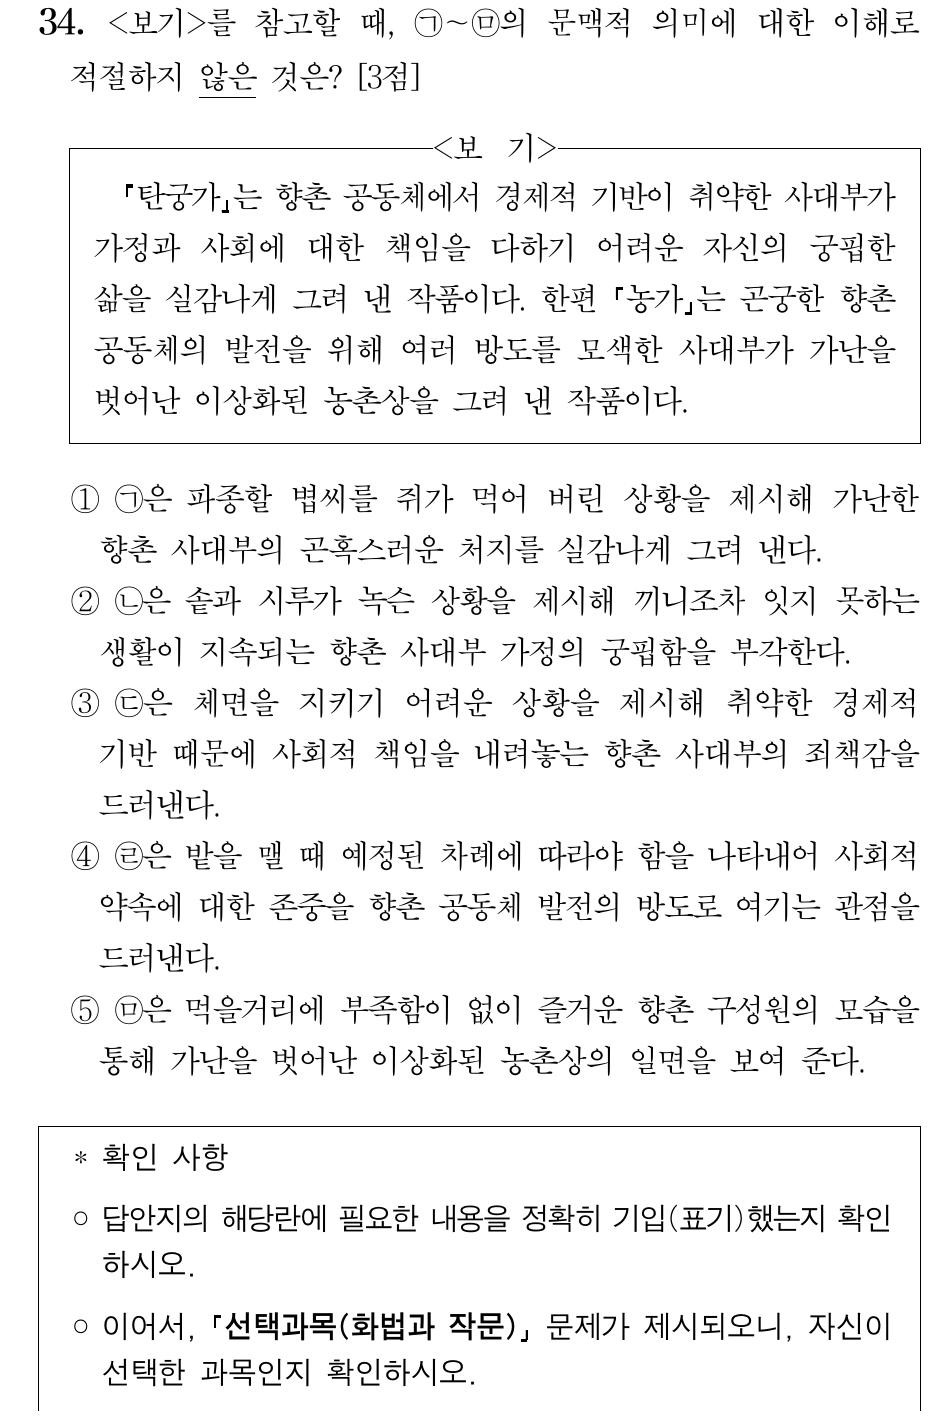 34. <보기>를 참고할 때, ㉠~㉤의 문맥적 의미에 대한 이해로
적절하지 않은 것은? [3점]
<보 기>
『탄궁가』는 향촌 공동체에서 경제적 기반이 취약한 사대부가
가정과 사회에 대한 책임을 다하기 어려운 자신의 궁핍한
삶을 실감나게 그려 낸 작품이다. 한편 『농가』는 곤궁한 향촌
공동체의 발전을 위해 여러 방도를 모색한 사대부가 가난을
벗어난 이상화된 농촌상을 그려 낸 작품이다.
① ㉠은 파종할 볍씨를 쥐가 먹어 버린 상황을 제시해 가난한
향촌 사대부의 곤혹스러운 처지를 실감나게 그려 낸다.
② ㉡은 솥과 시루가 녹슨 상황을 제시해 끼니조차 잇지 못하는
생활이 지속되는 향촌 사대부 가정의 궁핍함을 부각한다.
③ ㉢은 체면을 지키기 어려운 상황을 제시해 취약한 경제적
기반 때문에 사회적 책임을 내려놓는 향촌 사대부의 죄책감을
드러낸다.
④ ㉣은 밭을 맬 때 예정된 차례에 따라야 함을 나타내어 사회적
약속에 대한 존중을 향촌 공동체 발전의 방도로 여기는 관점을
드러낸다.
⑤ ㉤은 먹을거리에 부족함이 없이 즐거운 향촌 구성원의 모습을
통해 가난을 벗어난 이상화된 농촌상의 일면을 보여 준다.
* 확인 사항
○ 답안지의 해당란에 필요한 내용을 정확히 기입(표기)했는지 확인
하시오.
○ 이어서, 「선택과목(화법과 작문)」 문제가 제시되오니, 자신이
선택한 과목인지 확인하시오.